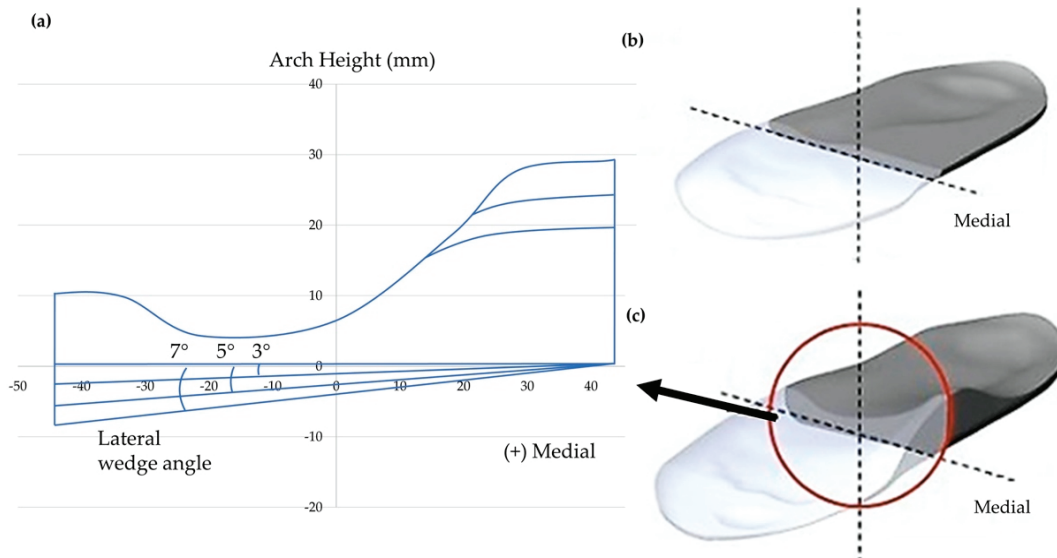 (a)
Arch Height (mm)
40
30
20
10
0
-50 -40 -30 -20 -10 0 10 20 30 40
-10
-20
7° 5° 3°
Lateral
wedge angle
(+) Medial
(b)
Medial
(c)
Medial